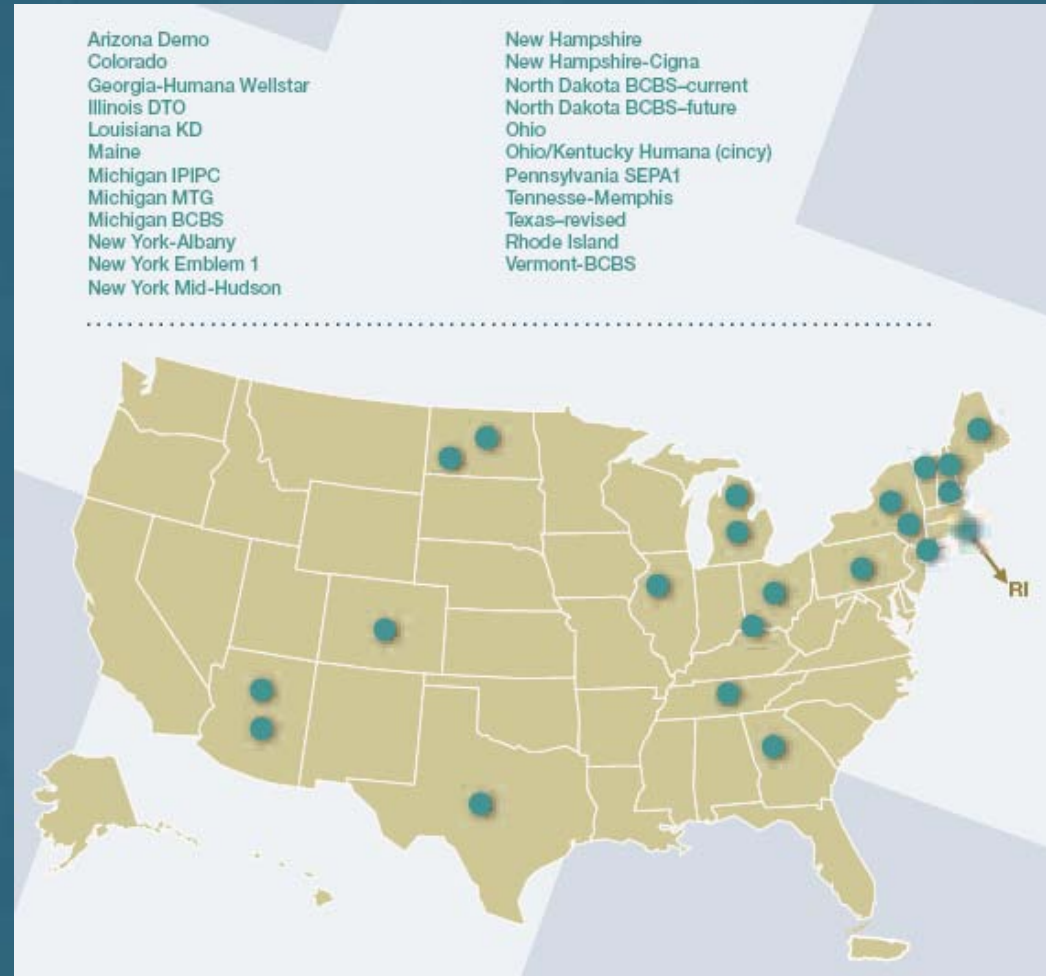 Arizona Demo
Colorado
Georgia-Humana Wellstar
Illinois DTO
Louisiana KD
Maine
Michigan IPIPC
Michigan MTG
Michigan BCBS
New York-Albany
New York Emblem 1
New York Mid-Hudson
New Hampshire
New Hampshire-Cigna
North Dakota BCBS–current
North Dakota BCBS–future
Ohio
Ohio/Kentucky Humana (cincy)
Pennsylvania SEPA1
Tennesse-Memphis
Texas–revised
Rhode Island
Vermont-BCBS
RI